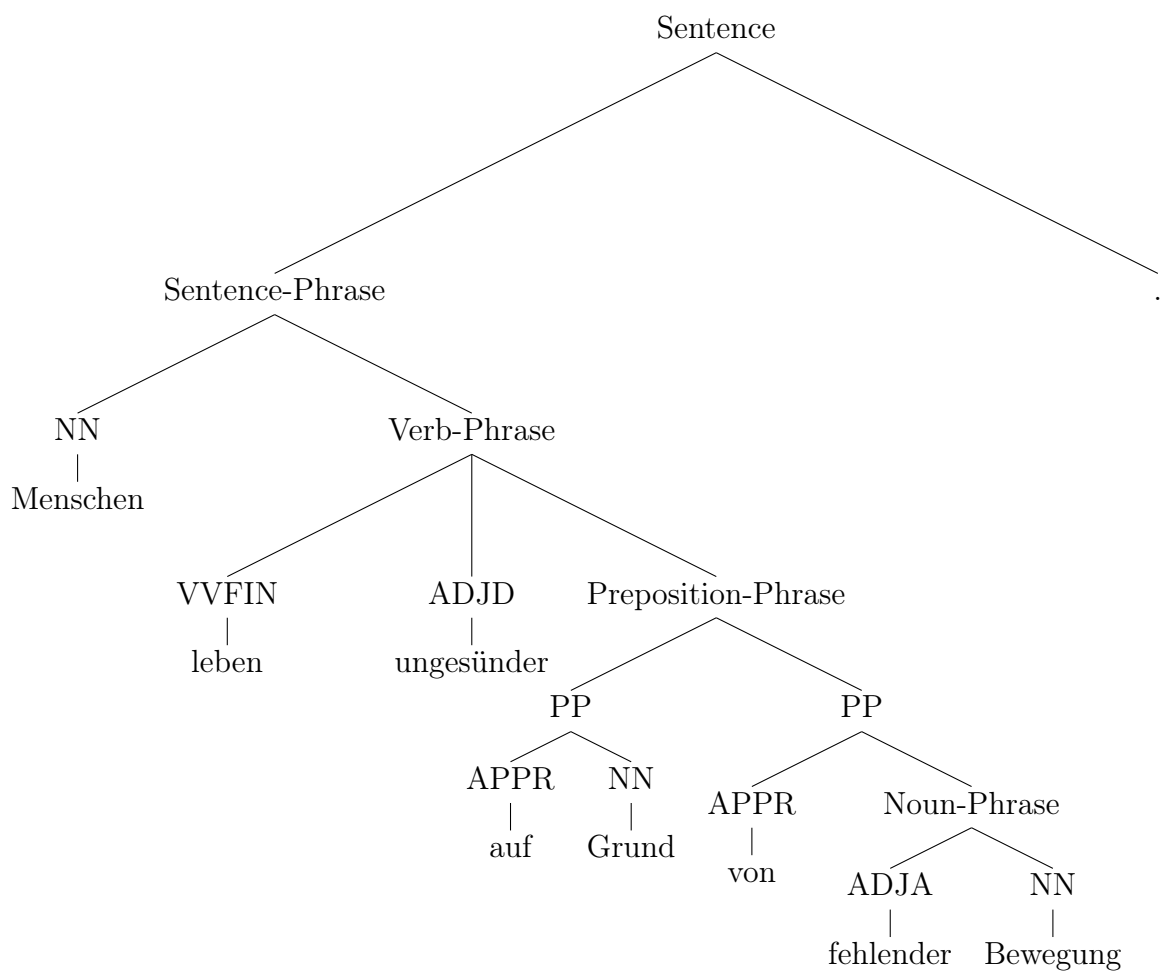 Sentence
Sentence-Phrase .
NN Verb-Phrase
Menschen
VVFIN ADJD Preposition-Phrase
leben ungesünder
PP PP
APPR NN APPR Noun-Phrase
auf Grund
von
ADJA NN
fehlender Bewegung